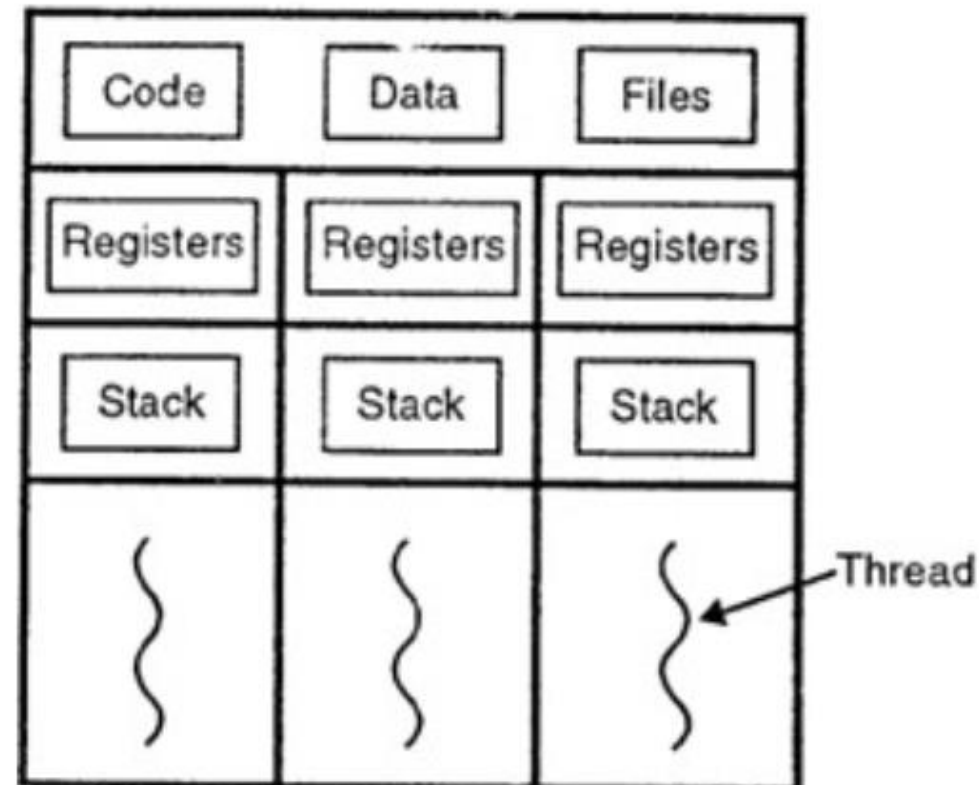 Code Data Files
Registers Registers Registers
Stack Stack Stack
Thread